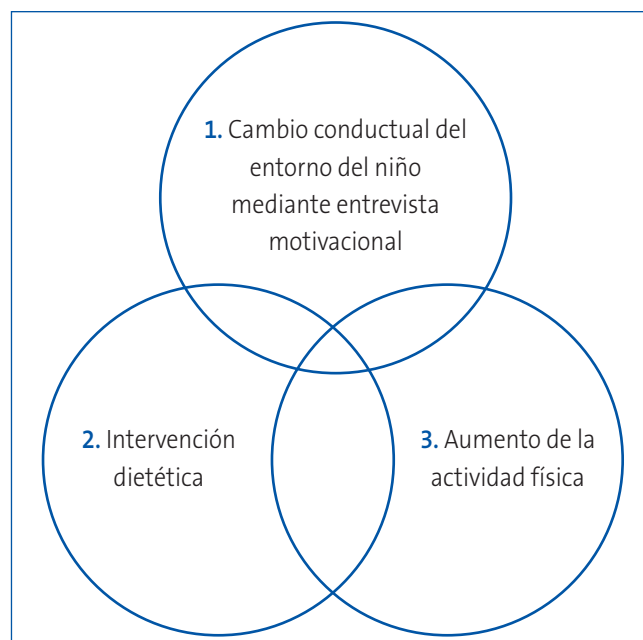 1. Cambio conductual del
entorno del niño
mediante entrevista
motivacional
2. Intervención
dietética
3. Aumento de la
actividad física